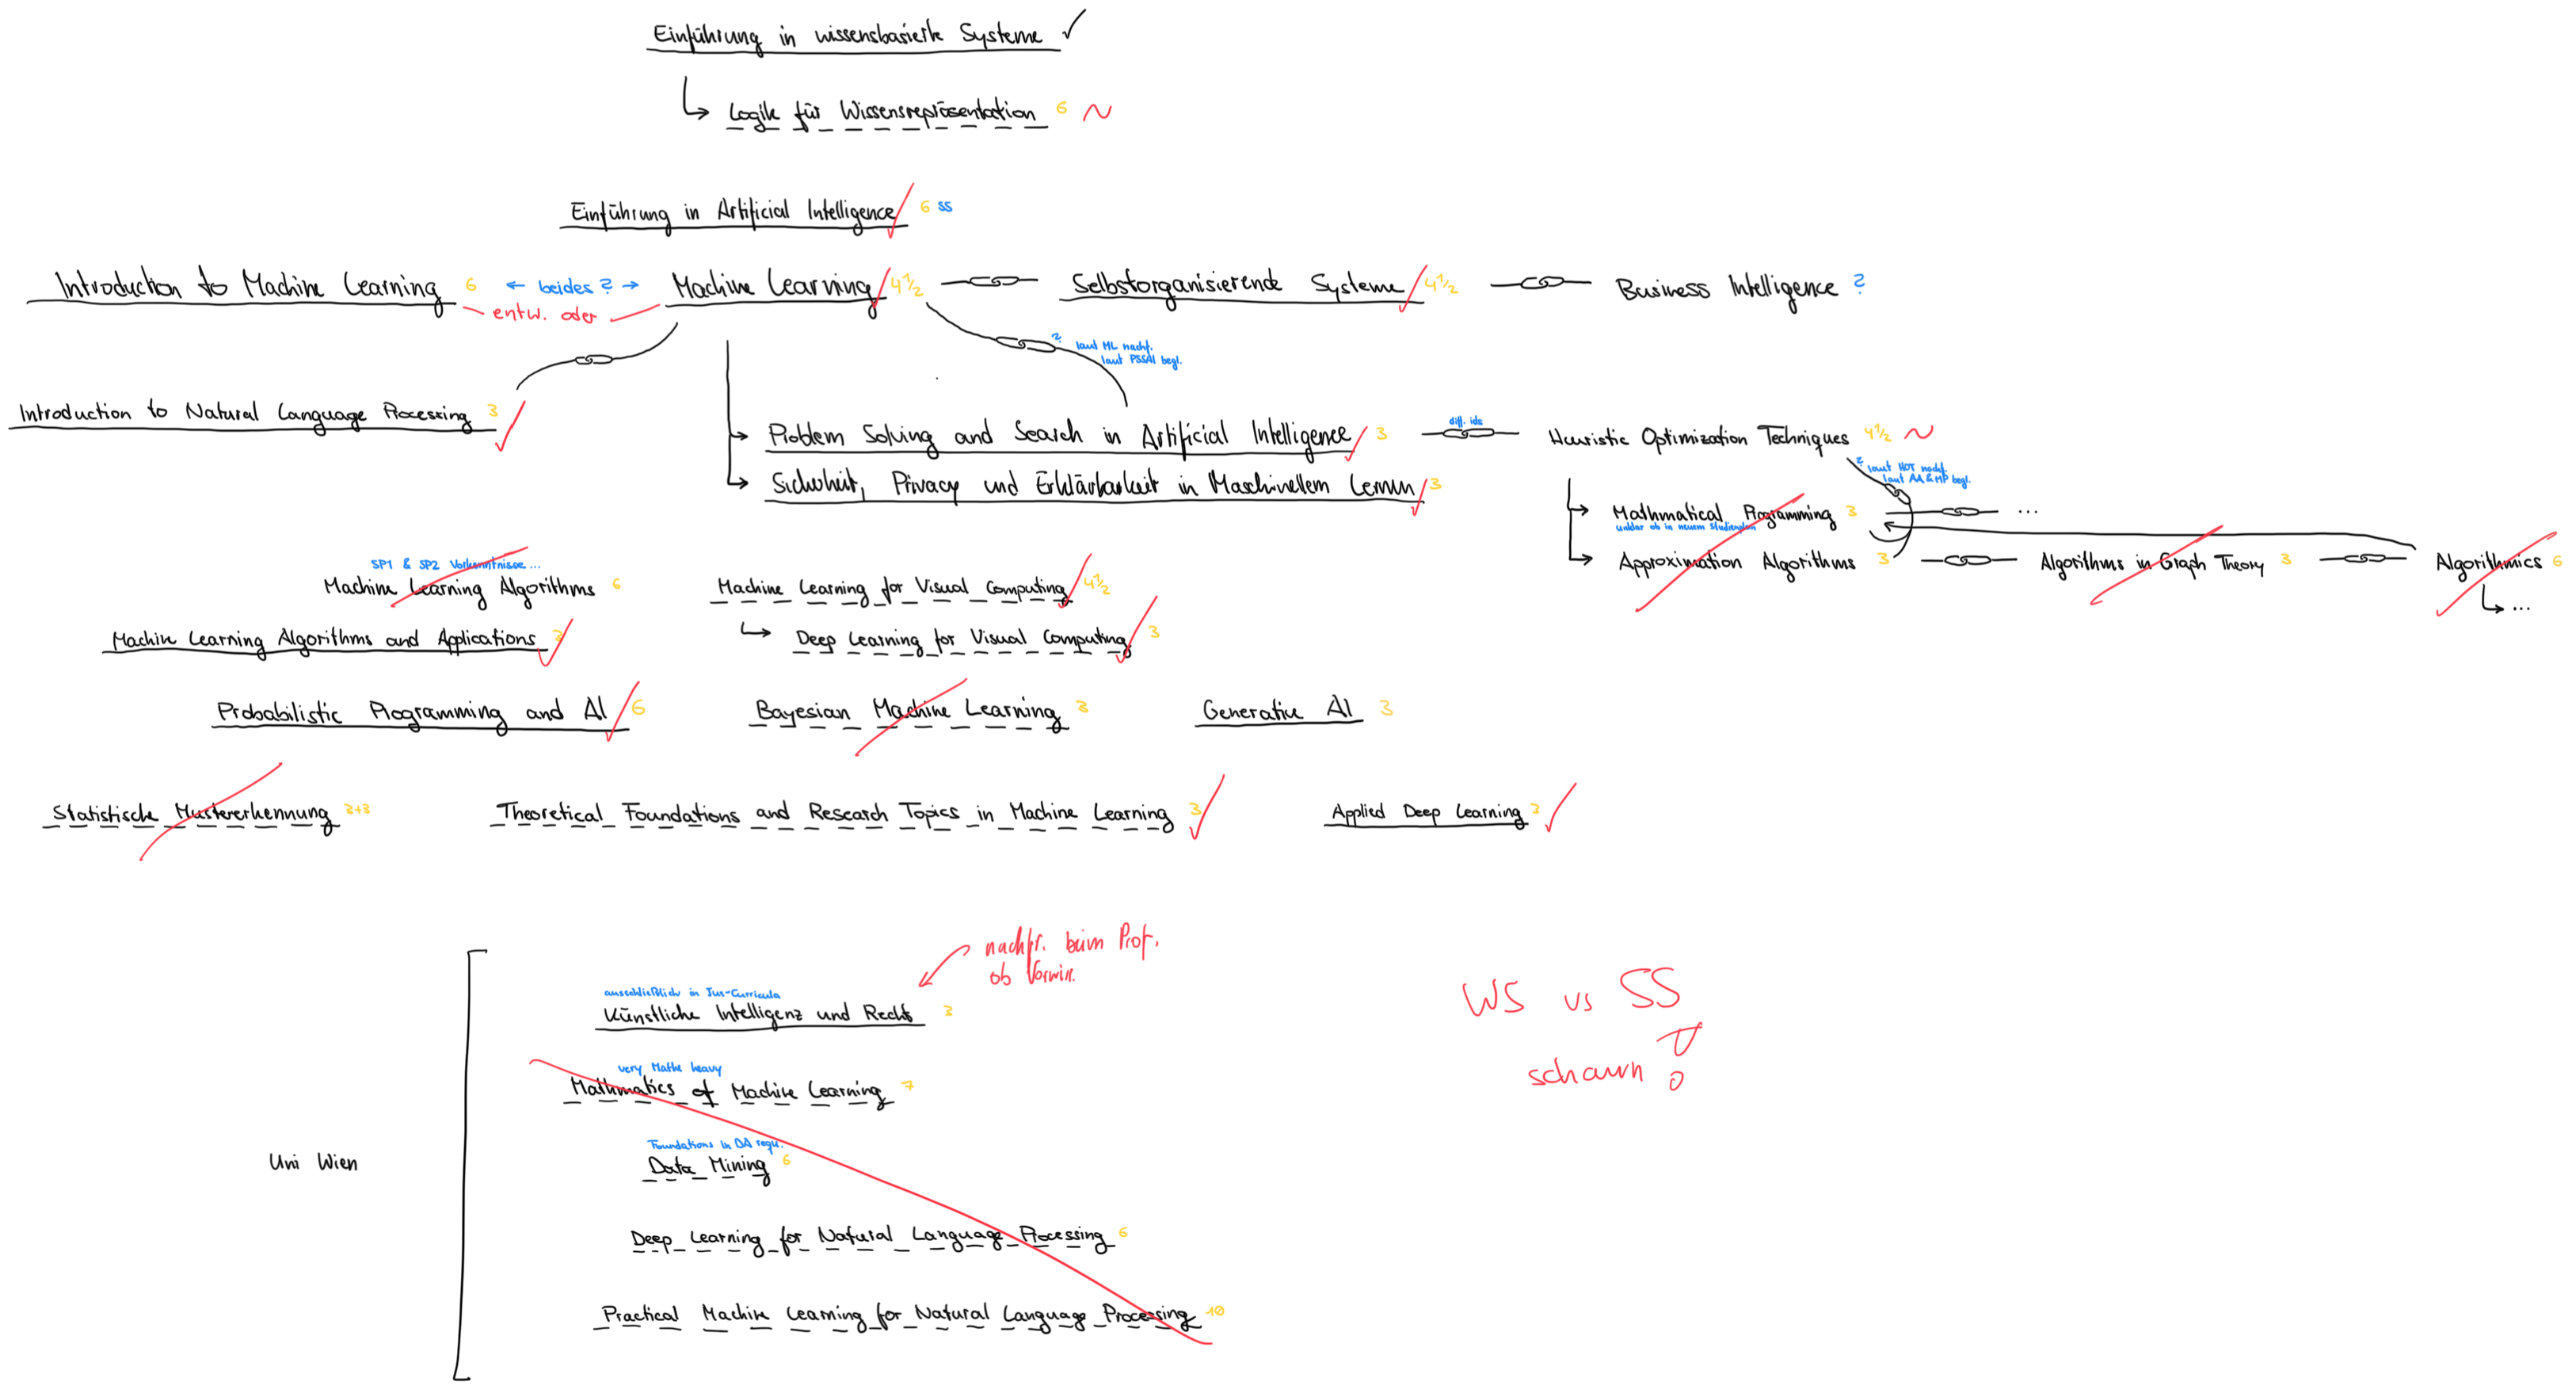 Einführung in wissensbasierte Systeme ✓
Logik für Wissensrepräsentation 6 ~
Einführung in Artificial Intelligence 6 SS
Introduction to Machine Learning 6 ← beides? → Machine Learning 4½ Selbstorganisierende Systeme 4½ Business Intelligence ?
entw. oder
? laut ML nachf.
laut PSSAI begl.
Introduction to Natural Language Processing 3
Problem Solving and Search in Artificial Intelligence 3 diff. ids Heuristic Optimization Techniques 4½ ~
? laut HOT nachf.
laut AA & MP begl.
Sicherheit, Privacy und Erklärbarkeit in Maschinellem Lernen 3
Mathmatical Programming 3 ...
unklar ob in neuem Studienplan
Approximation Algorithms 3 Algorithms in Graph Theory 3 Algorithmics 6
...
SP1 & SP2 Vorkenntnisse ...
Machine Learning Algorithms 6
Machine Learning for Visual Computing 4½
Machine Learning Algorithms and Applications 3
Deep Learning for Visual Computing 3
Probabilistic Programming and AI 6 Bayesian Machine Learning 3 Generative AI 3
Statistische Mustererkennung 3+3 Theoretical Foundations and Research Topics in Machine Learning 3 Applied Deep Learning 3
nachfr. beim Prof.
ob Vorwiss.
ausschließlich in Jus-Curricula
Künstliche Intelligenz und Recht 3
WS vs SS
schauen
very Mathe heavy
Mathmatics of Machine Learning 7
Foundations in DA requ.
Data Mining 6
Uni Wien
Deep Learning for Natural Language Processing 6
Practical Machine Learning for Natural Language Processing 10